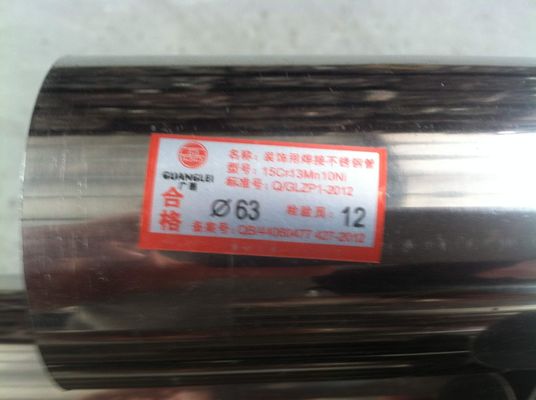 名称：装饰用焊接不锈钢管
型号：15Cr13Mn10Ni
标准号：Q/GLZP1-2012
GUANGLEI
合格
Ø63 检验员：12
备案号：QB/44060477 427-2012